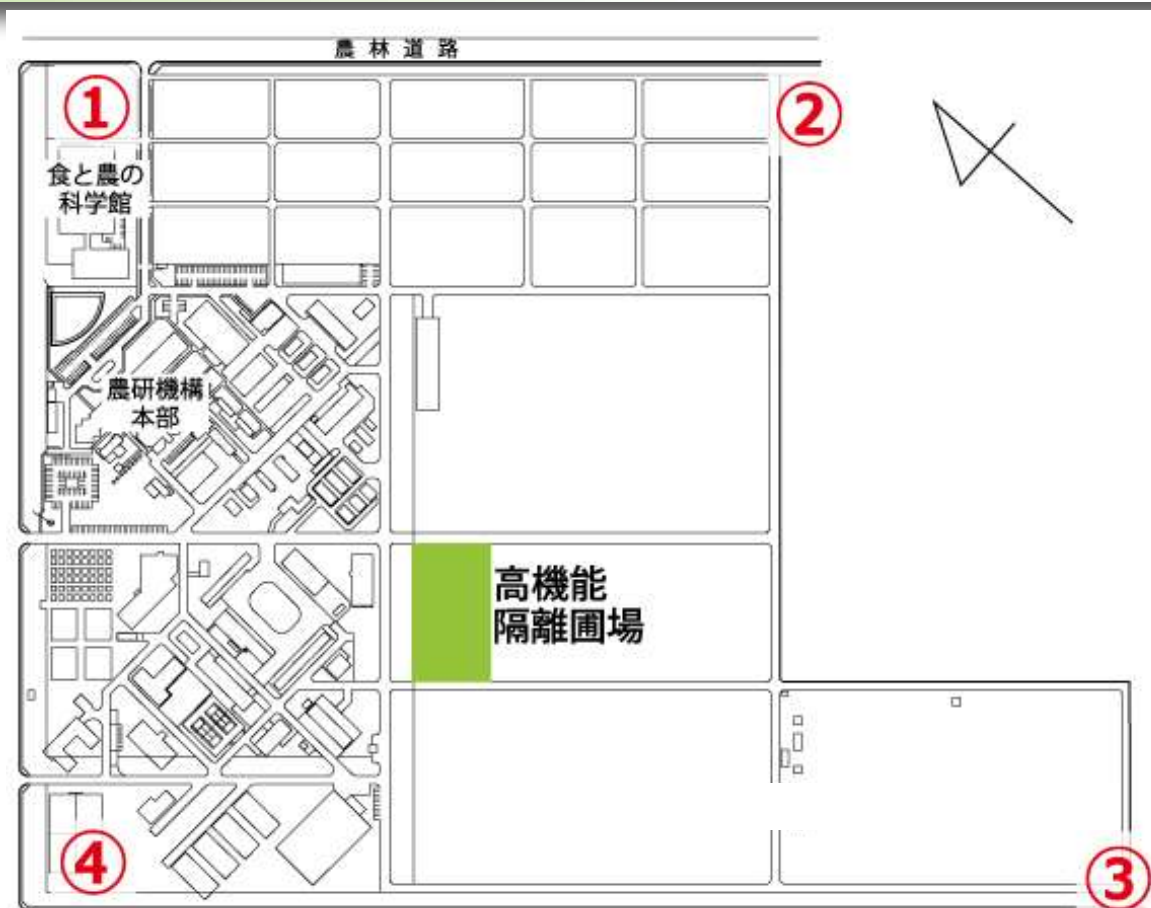 農林道路
①
②
食と農の
科学館
農研機構
本部
高機能
隔離圃場
④
③